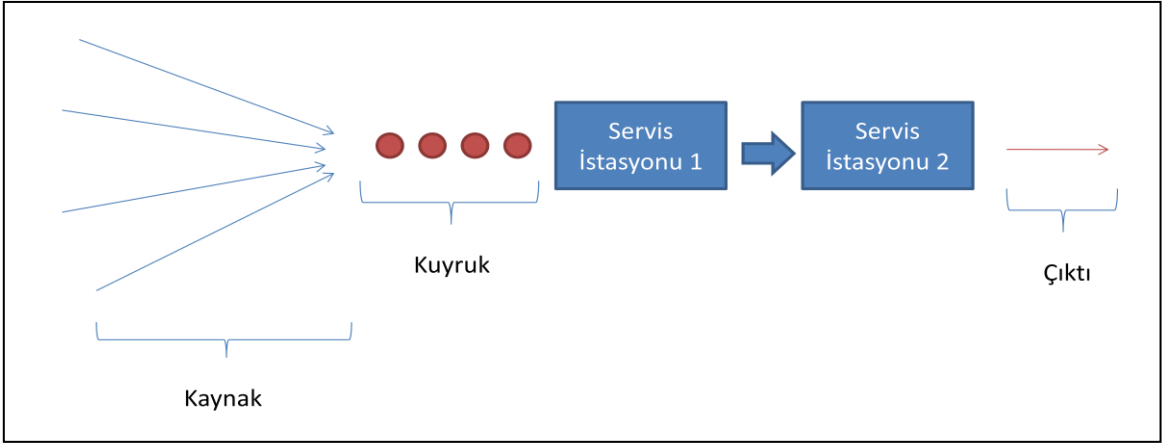 Servis
İstasyonu 1
Servis
İstasyonu 2
Kuyruk
Çıktı
Kaynak